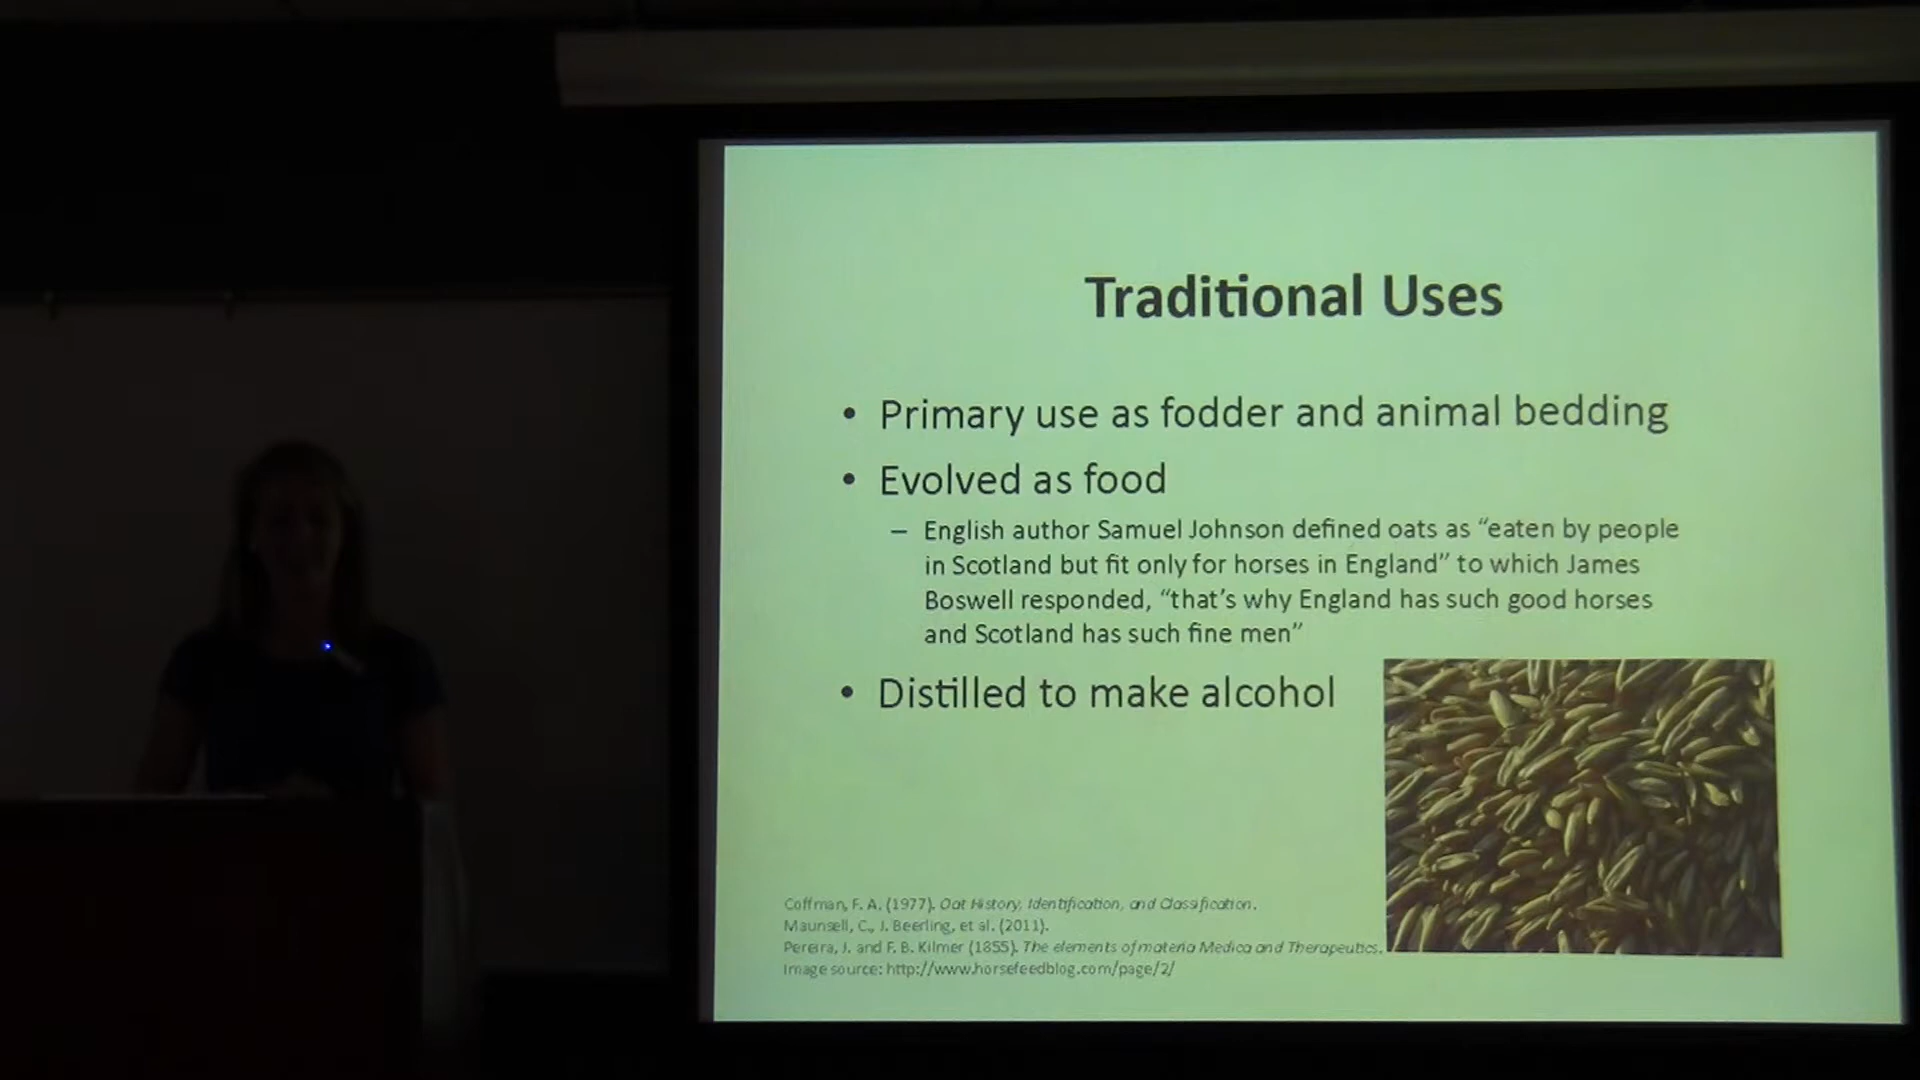 Traditional Uses
• Primary use as fodder and animal bedding
• Evolved as food
– English author Samuel Johnson defined oats as “eaten by people
in Scotland but fit only for horses in England” to which James
Boswell responded, “that’s why England has such good horses
and Scotland has such fine men”
• Distilled to make alcohol
Coffman, F. A. (1977). Oat History, Identification, and Classification.
Maunsell, C., J. Beerling, et al. (2011).
Pereira, J. and F. B. Kilmer (1855). The elements of materia Medica and Therapeutics.
Image source: http://www.horsefeedblog.com/page/2/